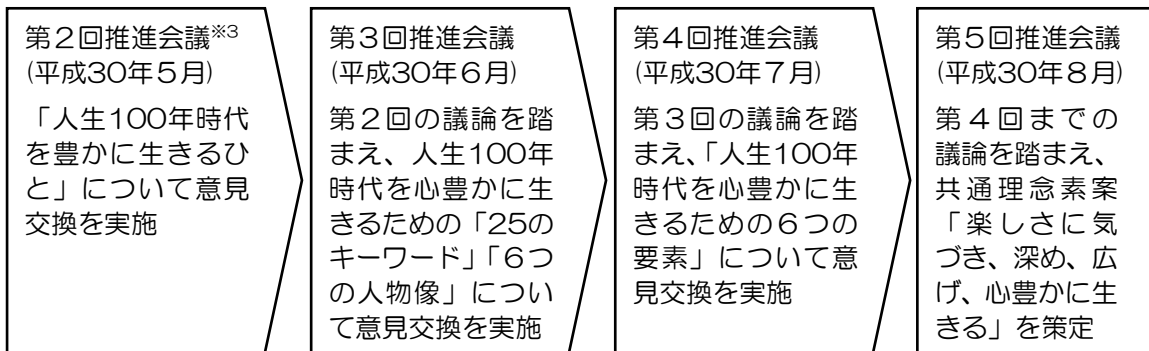 第２回推進会議※3
(平成30年５月)
「人生100年時代
を豊かに生きるひ
と」について意見
交換を実施
第３回推進会議
(平成30年６月)
第２回の議論を踏
まえ、人生100年
時代を心豊かに生
きるための「25の
キーワード」「６つ
の人物像」につい
て意見交換を実施
第４回推進会議
(平成30年７月)
第３回の議論を踏
まえ、「人生100年
時代を心豊かに生
きるための６つの
要素」について意
見交換を実施
第５回推進会議
(平成30年８月)
第４回までの
議論を踏まえ、
共通理念素案
「楽しさに気
づき、深め、広
げ、心豊かに生
きる」を策定